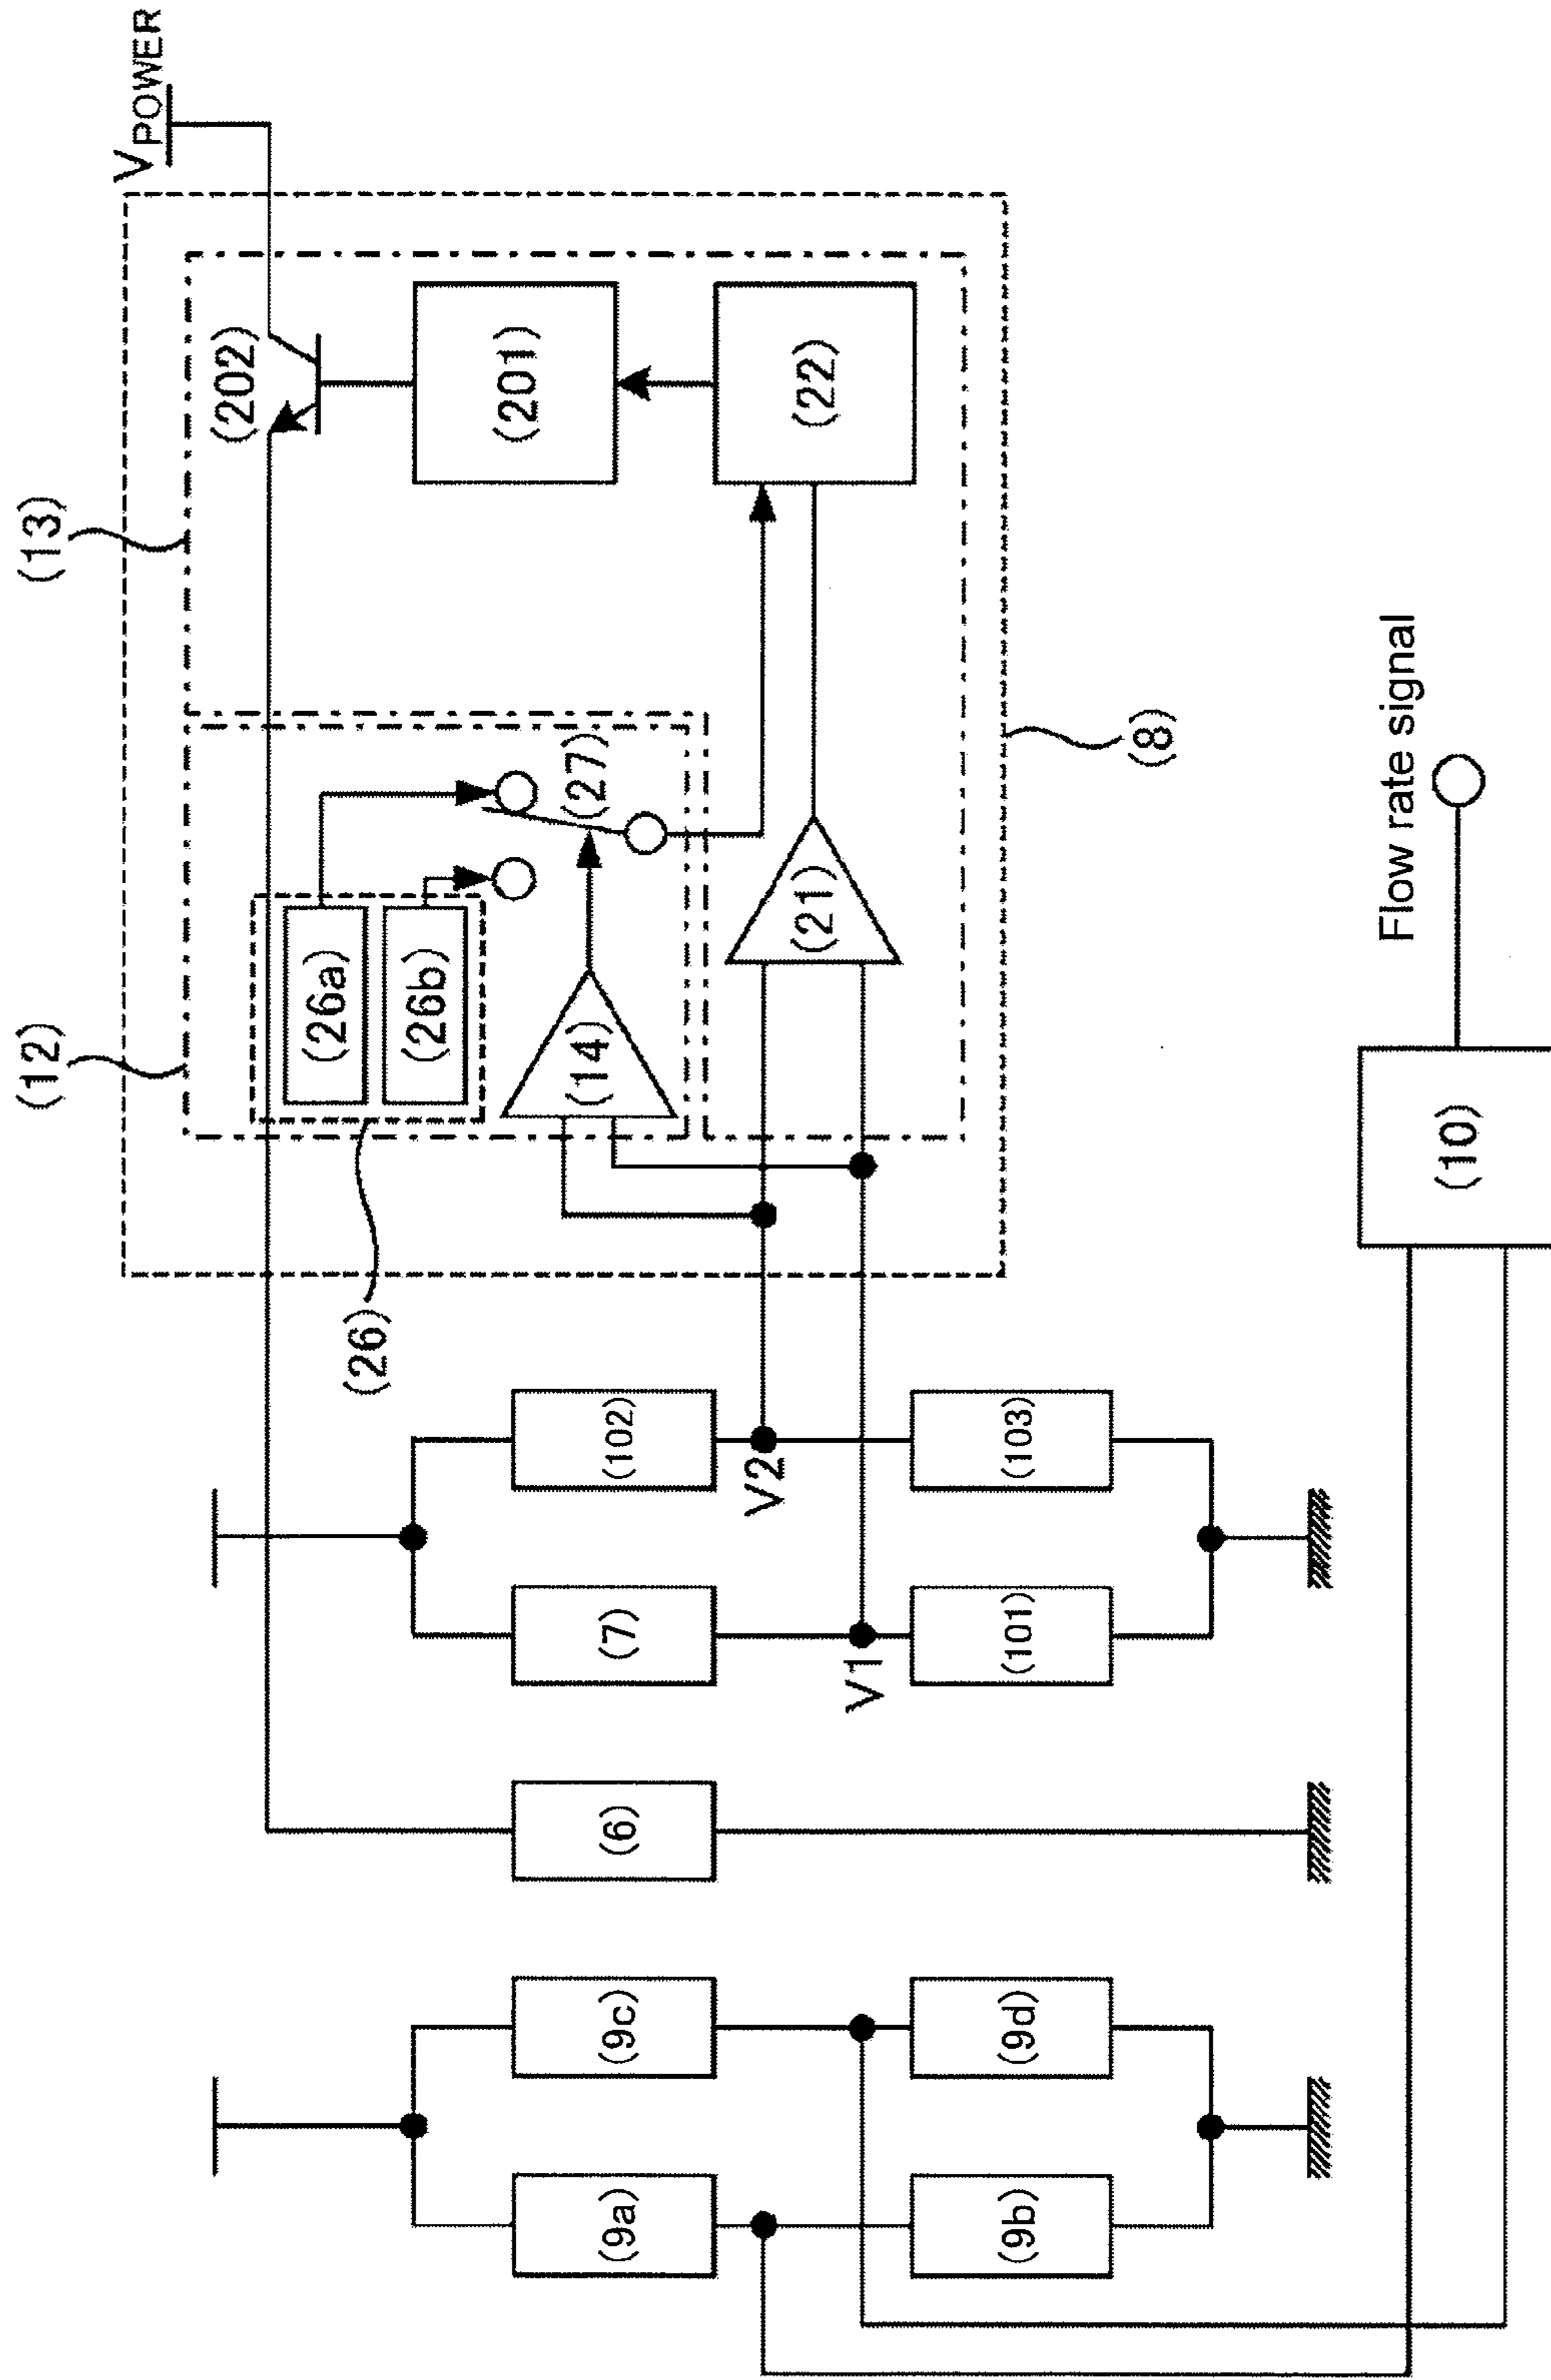 V POWER
(13)
(202)
(12)
(201)
(26a)
(27)
(26b)
(22)
(14)
(21)
(26)
(8)
(9a)
(9c)
(6)
(7)
(102)
V2
V1
(9b)
(9d)
(101)
(103)
(10)
Flow rate signal